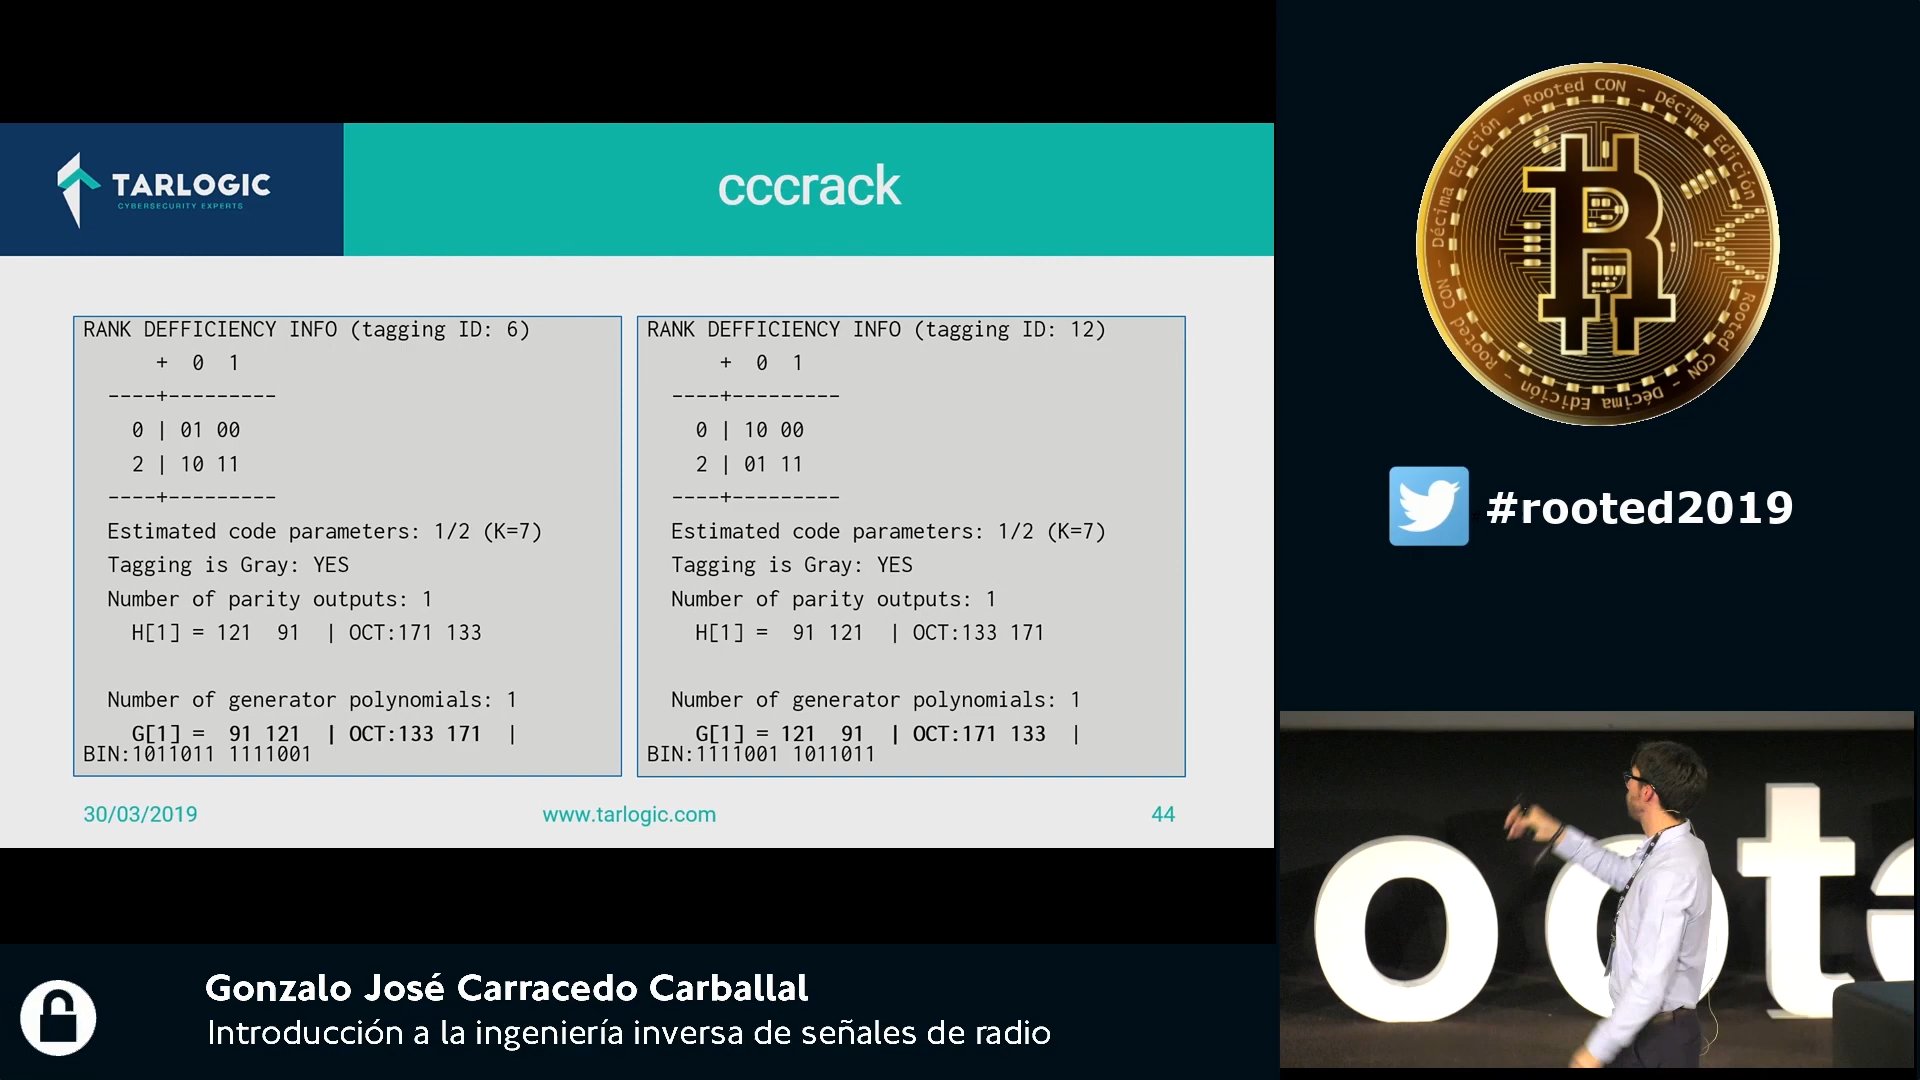 TARLOGIC
CYBERSECURITY EXPERTS
cccrack
RANK DEFFICIENCY INFO (tagging ID: 6)
+ 0 1
----+---------
0 | 01 00
2 | 10 11
----+---------
Estimated code parameters: 1/2 (K=7)
Tagging is Gray: YES
Number of parity outputs: 1
H[1] = 121 91 | OCT:171 133
Number of generator polynomials: 1
G[1] = 91 121 | OCT:133 171 |
BIN:1011011 1111001
RANK DEFFICIENCY INFO (tagging ID: 12)
+ 0 1
----+---------
0 | 10 00
2 | 01 11
----+---------
Estimated code parameters: 1/2 (K=7)
Tagging is Gray: YES
Number of parity outputs: 1
H[1] = 91 121 | OCT:133 171
Number of generator polynomials: 1
G[1] = 121 91 | OCT:171 133 |
BIN:1111001 1011011
30/03/2019
www.tarlogic.com
44
Rooted CON - Décima Edición - Rooted CON - Décima Edición - Rooted CON - Décima Edición -
#rooted2019
oota
Gonzalo José Carracedo Carballal
Introducción a la ingeniería inversa de señales de radio